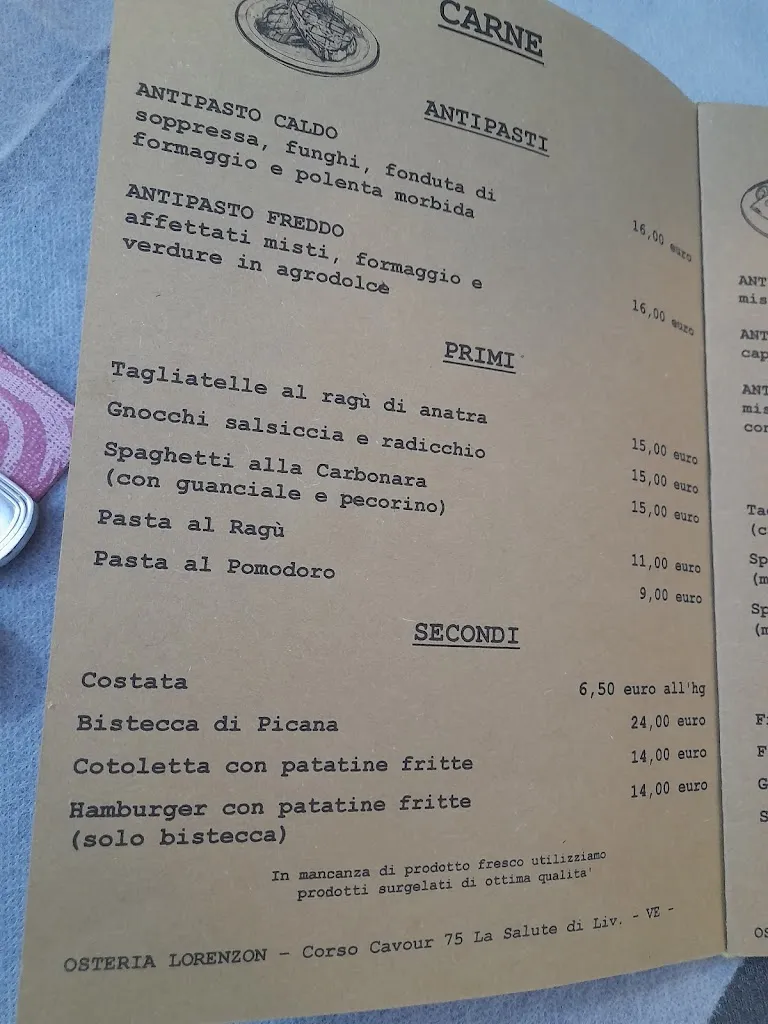 CARNE
ANTIPASTI
ANTIPASTO CALDO
soppressa, funghi, fonduta di
formaggio e polenta morbida
16,00 euro
ANTIPASTO FREDDO
affettati misti, formaggio e
verdure in agrodolce
16,00 euro
PRIMI
Tagliatelle al ragù di anatra
15,00 euro
Gnocchi salsiccia e radicchio
15,00 euro
Spaghetti alla Carbonara
(con guanciale e pecorino)
15,00 euro
Pasta al Ragù
11,00 euro
Pasta al Pomodoro
9,00 euro
SECONDI
Costata
6,50 euro all'hg
Bistecca di Picana
24,00 euro
Cotoletta con patatine fritte
14,00 euro
Hamburger con patatine fritte
14,00 euro
(solo bistecca)
In mancanza di prodotto fresco utilizziamo
prodotti surgelati di ottima qualita'
OSTERIA LORENZON - Corso Cavour 75 La Salute di Liv. - VE -